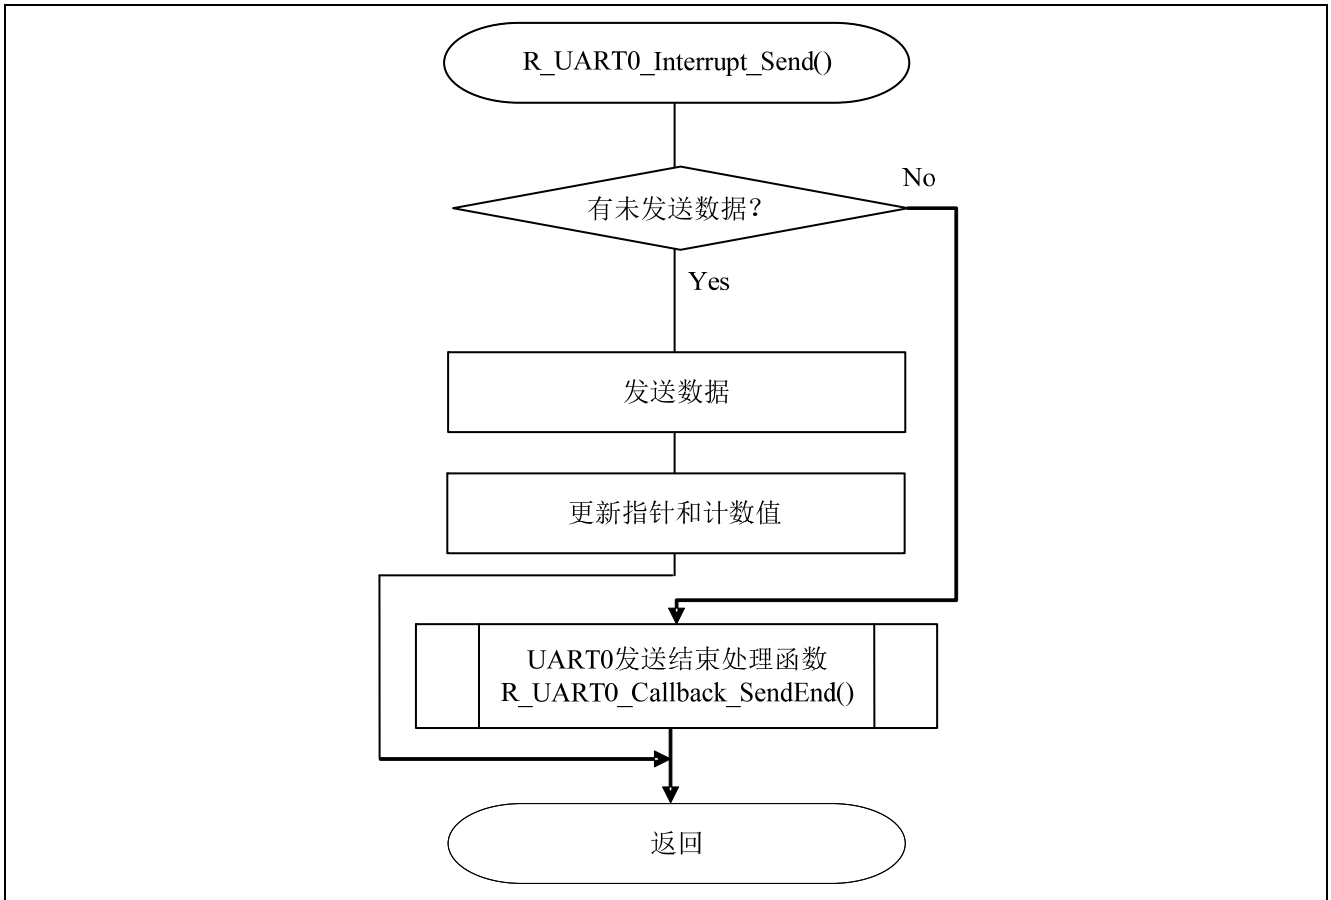 R_UART0_Interrupt_Send()
No
有未发送数据？
Yes
发送数据
更新指针和计数值
UART0发送结束处理函数
R_UART0_Callback_SendEnd()
返回